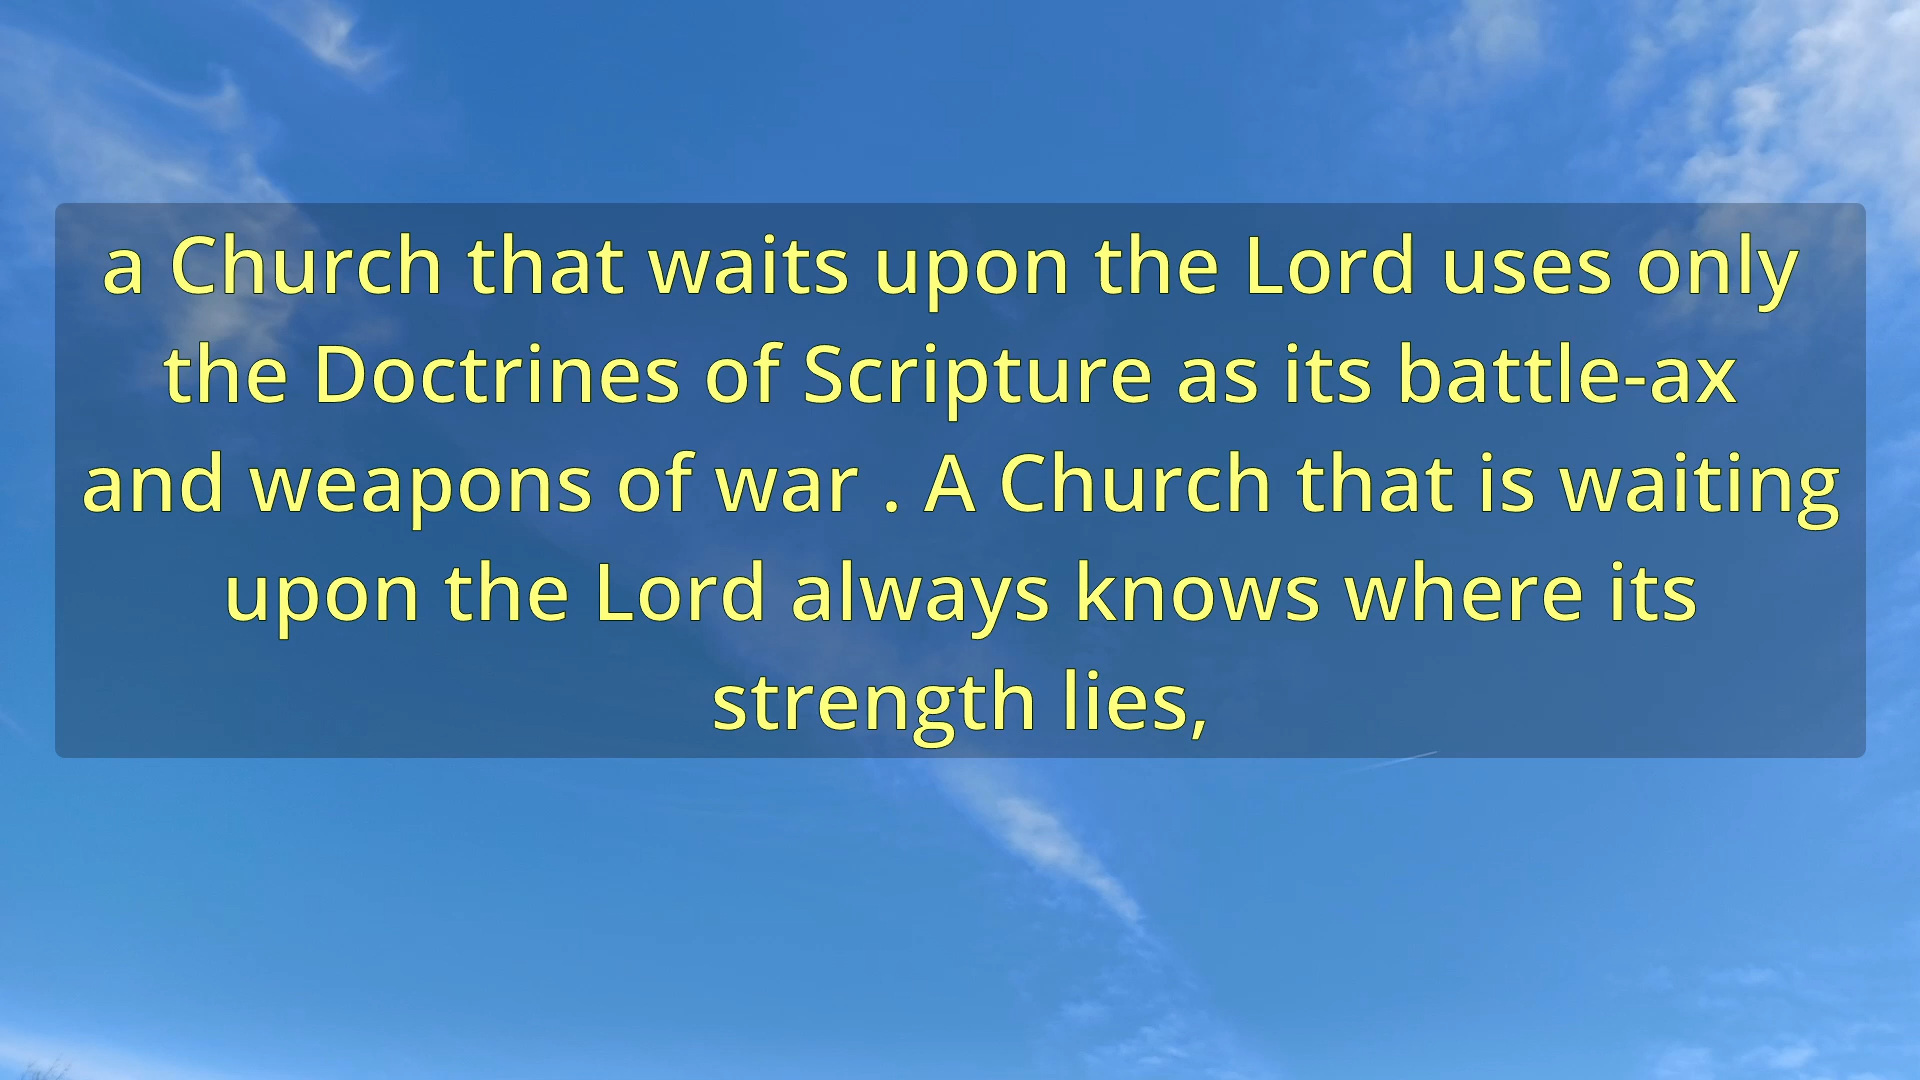 a Church that waits upon the Lord uses only
the Doctrines of Scripture as its battle-ax
and weapons of war . A Church that is waiting
upon the Lord always knows where its
strength lies,